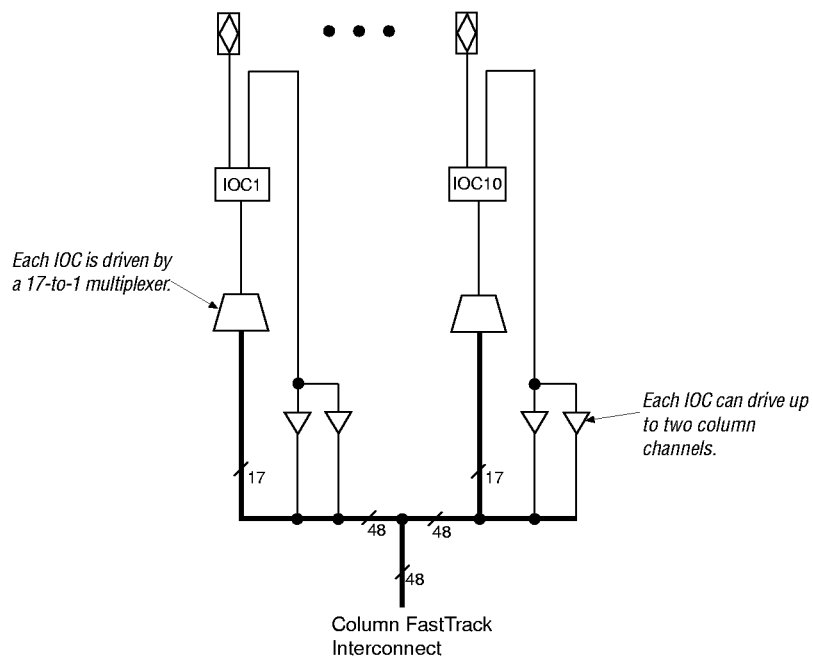 IOC1
IOC10
Each IOC is driven by
a 17-to-1 multiplexer.
Each IOC can drive up
to two column
channels.
17
17
48
48
48
Column FastTrack
Interconnect